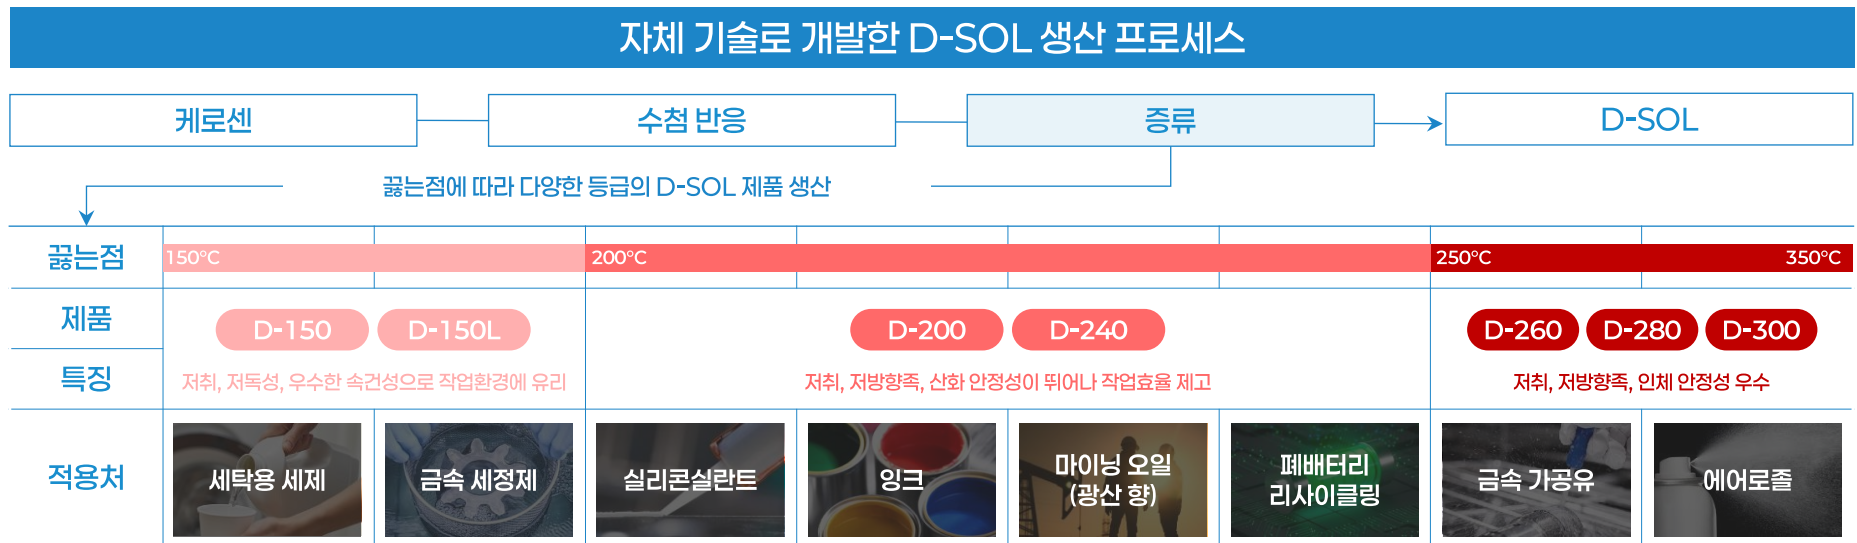 자체 기술로 개발한 D-SOL 생산 프로세스
케로센
수첨 반응
증류
D-SOL
끓는점에 따라 다양한 등급의 D-SOL 제품 생산
끓는점
150°C
200°C
250°C
350°C
제품
D-150
D-150L
D-200
D-240
D-260
D-280
D-300
특징
저취, 저독성, 우수한 속건성으로 작업환경에 유리
저취, 저방향족, 산화 안정성이 뛰어나 작업효율 제고
저취, 저방향족, 인체 안정성 우수
적용처
세탁용 세제
금속 세정제
실리콘실란트
잉크
마이닝 오일
(광산 향)
폐배터리
리사이클링
금속 가공유
에어로졸